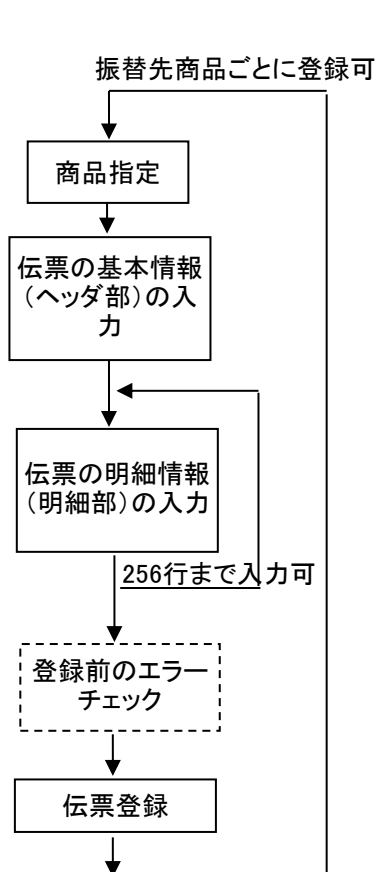 振替先商品ごとに登録可
商品指定
伝票の基本情報
（ヘッダ部）の入
力
伝票の明細情報
（明細部）の入力
256行まで入力可
登録前のエラー
チェック
伝票登録